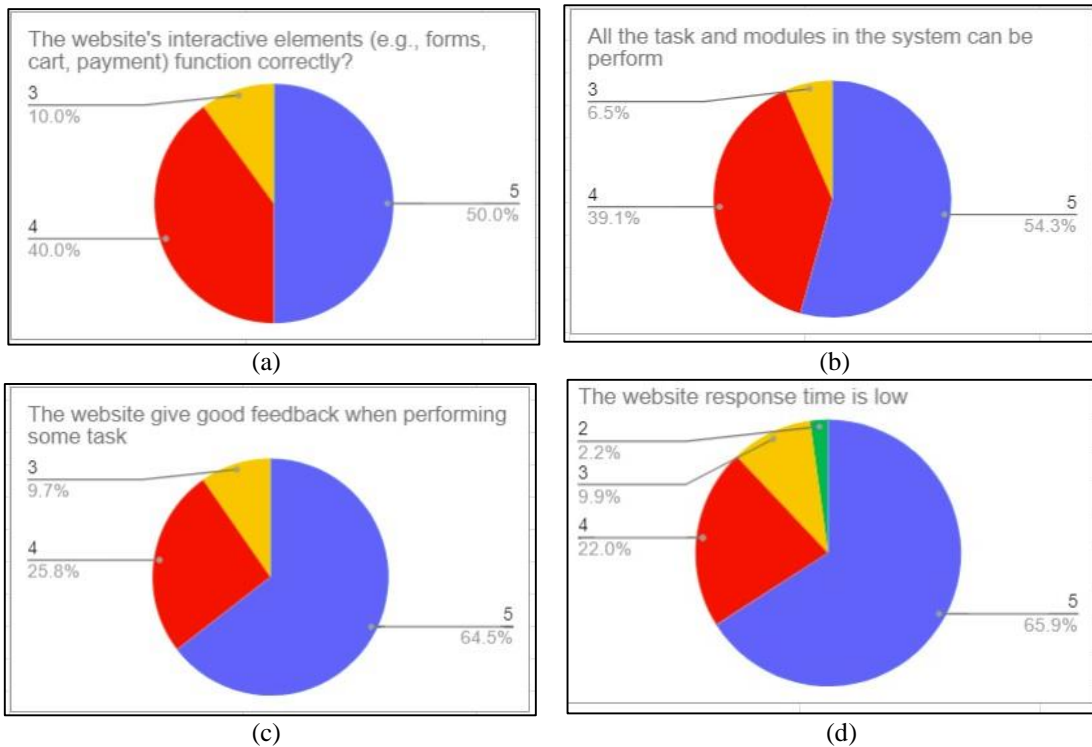 The website's interactive elements (e.g., forms,
cart, payment) function correctly?
3
10.0%
4
40.0%
5
50.0%
(a)
All the task and modules in the system can be
perform
3
6.5%
4
39.1%
5
54.3%
(b)
The website give good feedback when performing
some task
3
9.7%
4
25.8%
5
64.5%
(c)
The website response time is low
2
2.2%
3
9.9%
4
22.0%
5
65.9%
(d)